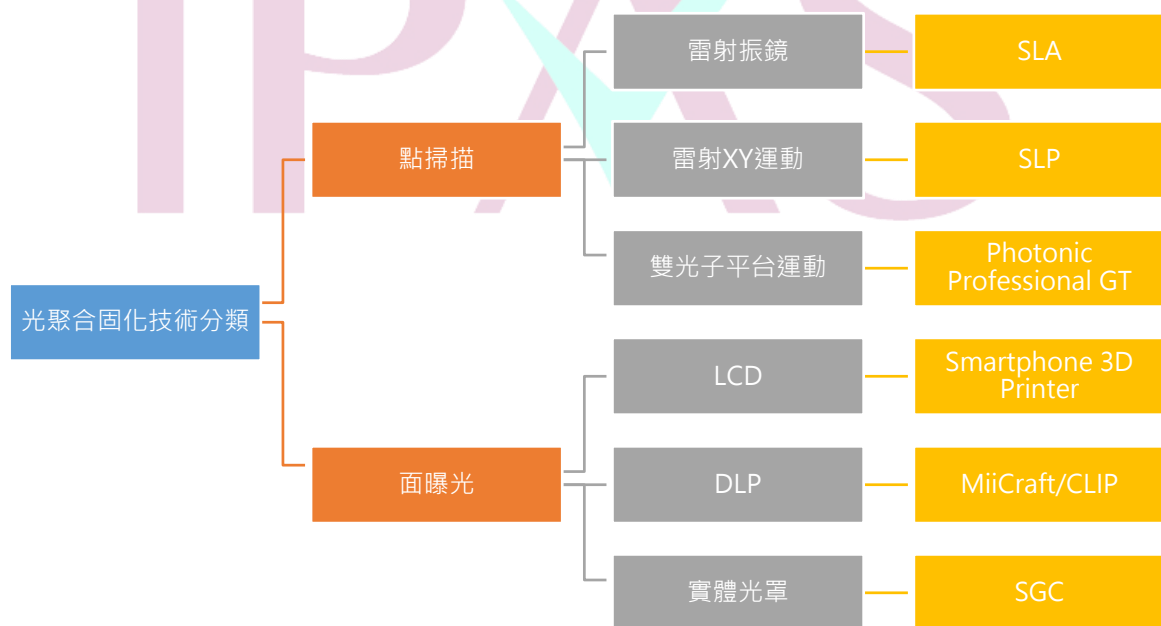 IPAS
光聚合固化技術分類
點掃描
雷射振鏡
SLA
雷射XY運動
SLP
雙光子平台運動
Photonic
Professional GT
面曝光
LCD
Smartphone 3D
Printer
DLP
MiiCraft/CLIP
實體光罩
SGC